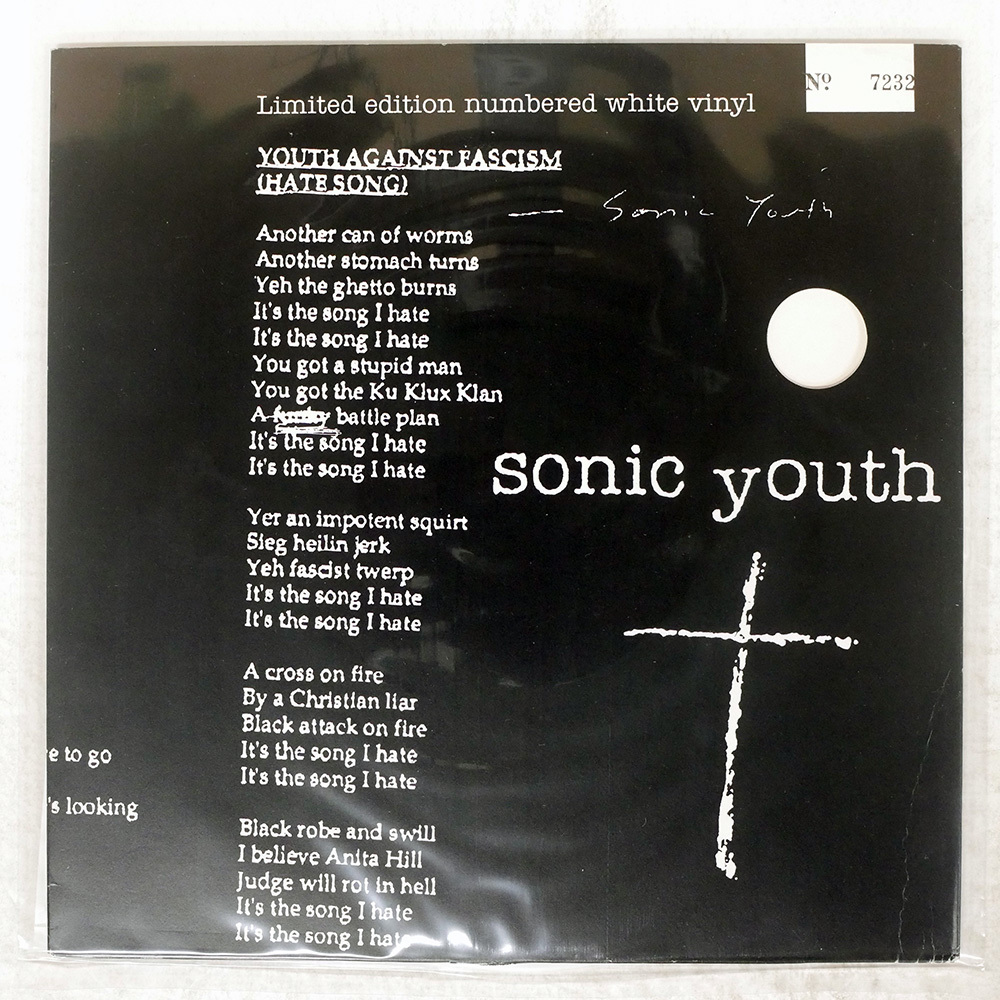 Nº 7232
Limited edition numbered white vinyl
YOUTH AGAINST FASCISM
(HATE SONG)
— Sonic Youth
Another can of worms
Another stomach turns
Yeh the ghetto burns
It's the song I hate
It's the song I hate
You got a stupid man
You got the Ku Klux Klan
A battle plan
It's the song I hate
It's the song I hate
sonic youth
Yer an impotent squirt
Sieg heilin jerk
Yeh fascist twerp
It's the song I hate
It's the song I hate
A cross on fire
By a Christian liar
Black attack on fire
It's the song I hate
It's the song I hate
e to go
's looking
Black robe and swill
I believe Anita Hill
Judge will rot in hell
It's the song I hate
It's the song I hate